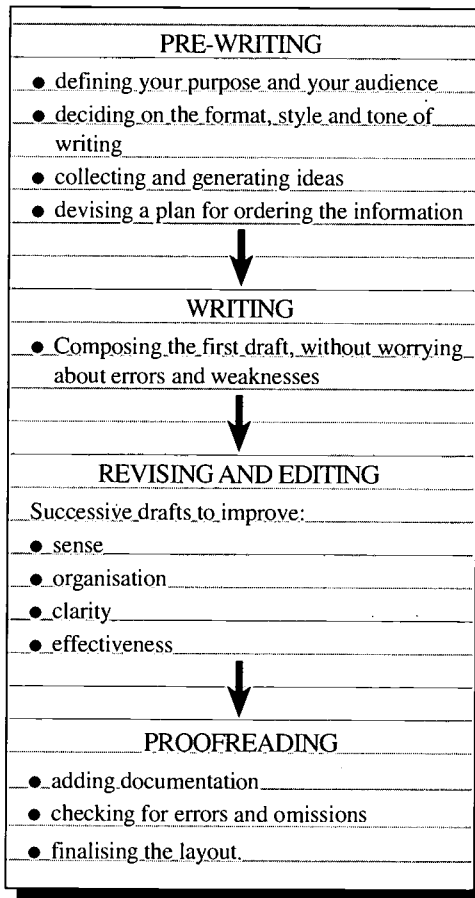 PRE-WRITING
● defining your purpose and your audience
● deciding on the format, style and tone of
writing
● collecting and generating ideas
● devising a plan for ordering the information
WRITING
● Composing the first draft, without worrying
about errors and weaknesses
REVISING AND EDITING
Successive drafts to improve:
● sense
● organisation
● clarity
● effectiveness
PROOFREADING
● adding documentation
● checking for errors and omissions
● finalising the layout.